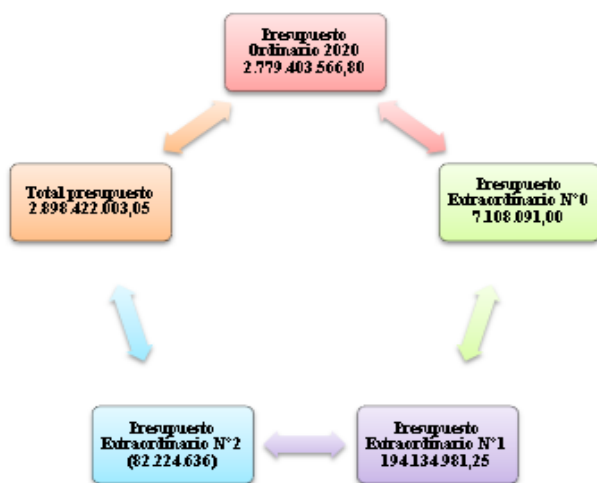 Presupuesto
Ordinario 2020
2.779.403.566,80
Total presupuesto
2.898.422.003,05
Presupuesto
Extraordinario N°0
7.108.091,00
Presupuesto
Extraordinario N°2
(82.224.636)
Presupuesto
Extraordinario N°1
194.134.981,25